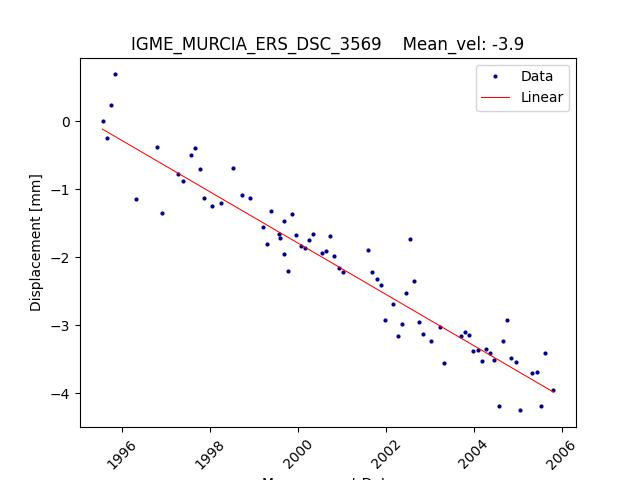 IGME_MURCIA_ERS_DSC_3569 Mean_vel: -3.9
Data
Linear
Displacement [mm]
0
−1
−2
−3
−4
1996
1998
2000
2002
2004
2006